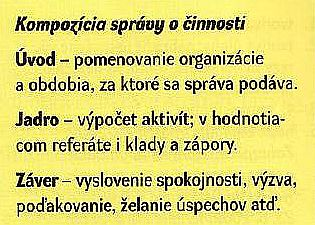 Kompozícia správy o činnosti
Úvod – pomenovanie organizácie
a obdobia, za ktoré sa správa podáva.
Jadro – výpočet aktivít; v hodnotia-
com referáte i klady a zápory.
Záver – vyslovenie spokojnosti, výzva,
poďakovanie, želanie úspechov atď.